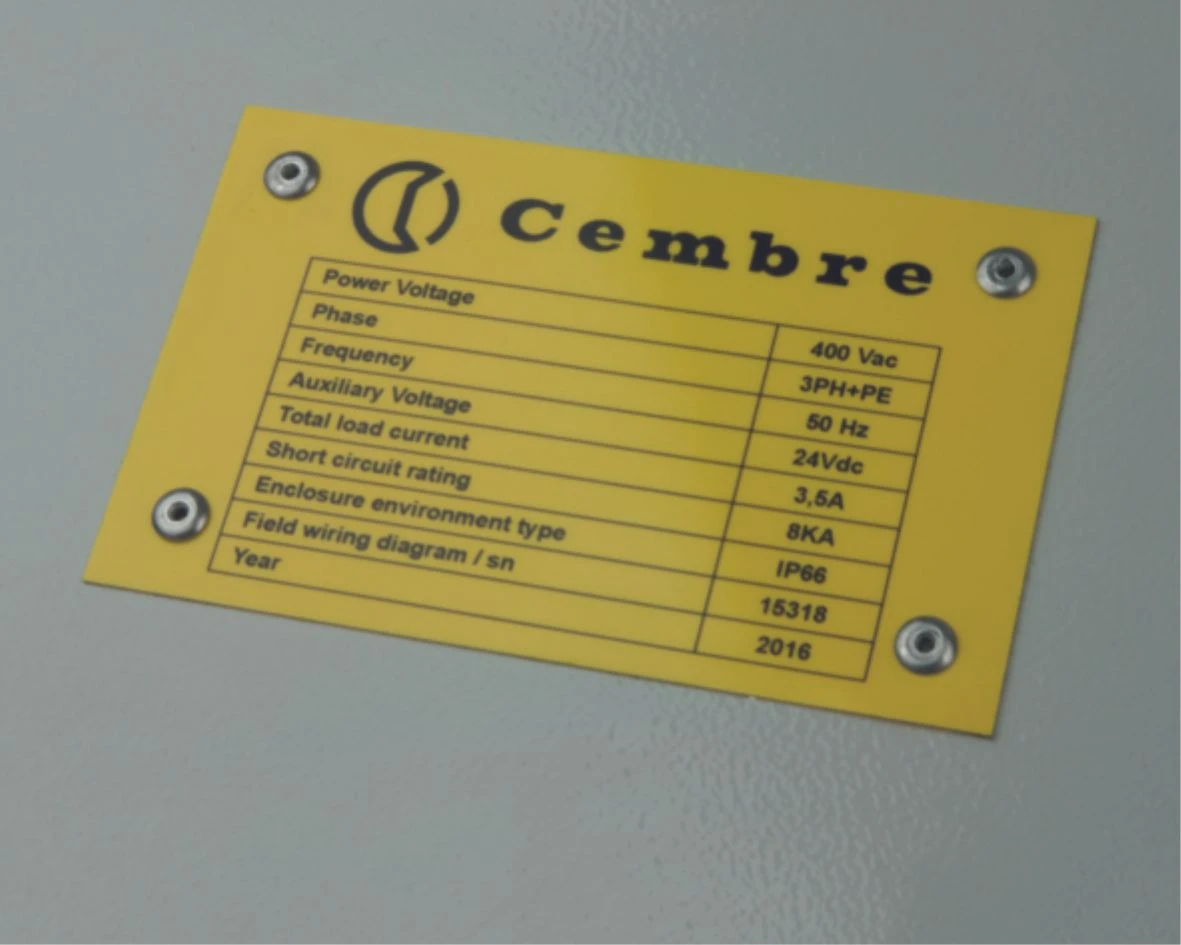 Cembre
Power Voltage 400 Vac
Phase 3PH+PE
Frequency 50 Hz
Auxiliary Voltage 24Vdc
Total load current 3,5A
Short circuit rating 8KA
Enclosure environment type IP66
Field wiring diagram / sn 15318
Year 2016